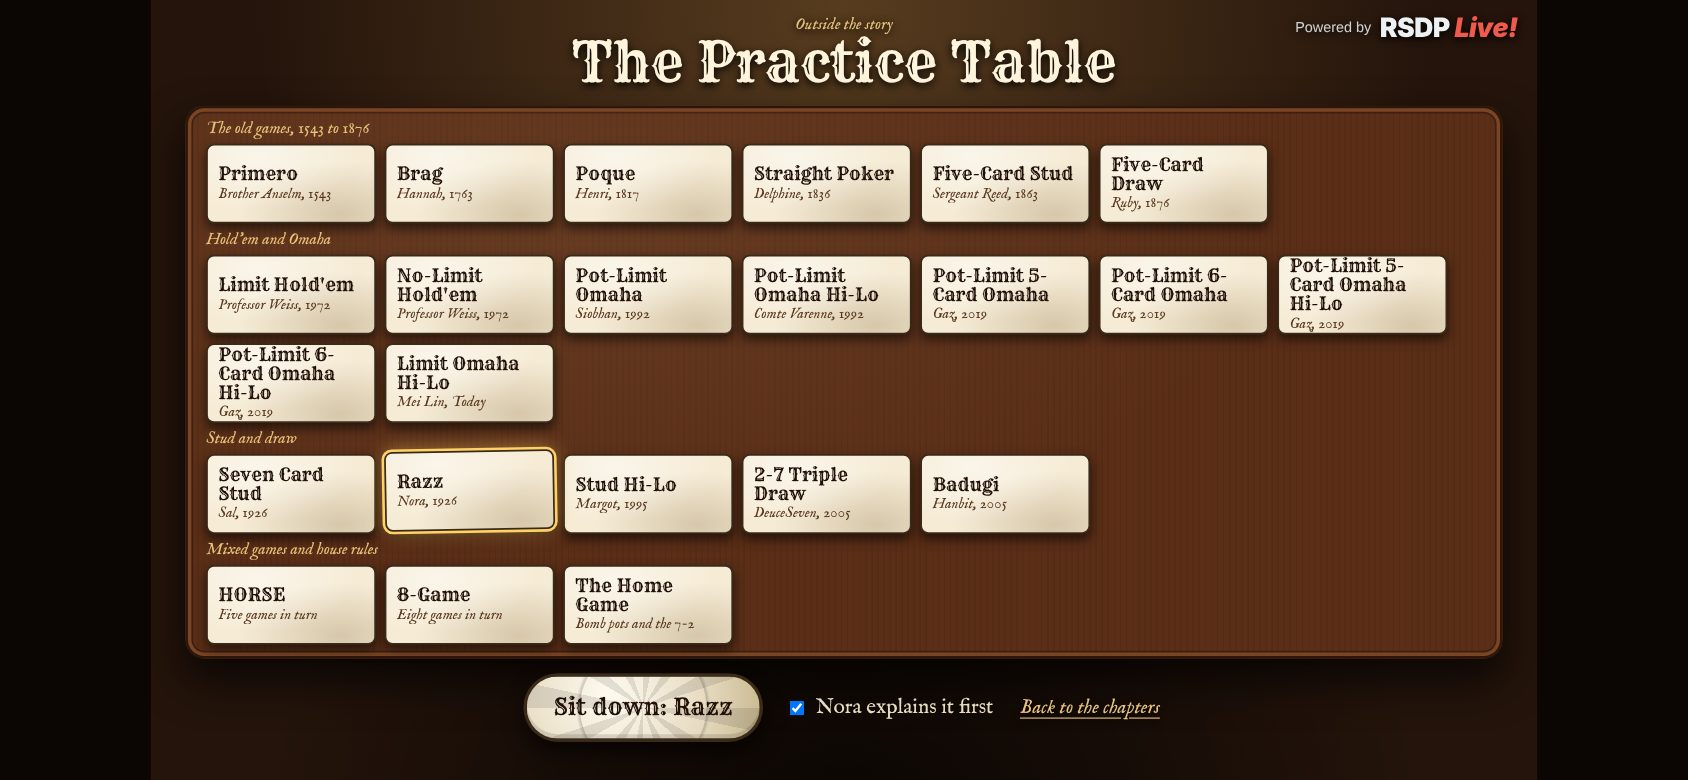 Outside the story
The Practice Table
Powered by RSDP Live!
The old games, 1543 to 1876
Primero
Brother Anselm, 1543
Brag
Hannah, 1763
Poque
Henri, 1817
Straight Poker
Delphine, 1836
Five-Card Stud
Sergeant Reed, 1863
Five-Card
Draw
Ruby, 1876
Hold'em and Omaha
Limit Hold'em
Professor Weiss, 1972
No-Limit
Hold'em
Professor Weiss, 1972
Pot-Limit
Omaha
Siobhan, 1992
Pot-Limit
Omaha Hi-Lo
Comte Varenne, 1992
Pot-Limit 5-
Card Omaha
Gaz, 2019
Pot-Limit 6-
Card Omaha
Gaz, 2019
Pot-Limit 5-
Card Omaha
Hi-Lo
Gaz, 2019
Pot-Limit 6-
Card Omaha
Hi-Lo
Gaz, 2019
Limit Omaha
Hi-Lo
Mei Lin, Today
Stud and draw
Seven Card
Stud
Sal, 1926
Razz
Nora, 1926
Stud Hi-Lo
Margot, 1995
2-7 Triple
Draw
DeuceSeven, 2005
Badugi
Hanbit, 2005
Mixed games and house rules
HORSE
Five games in turn
8-Game
Eight games in turn
The Home
Game
Bomb pots and the 7-2
Sit down: Razz
Nora explains it first
Back to the chapters